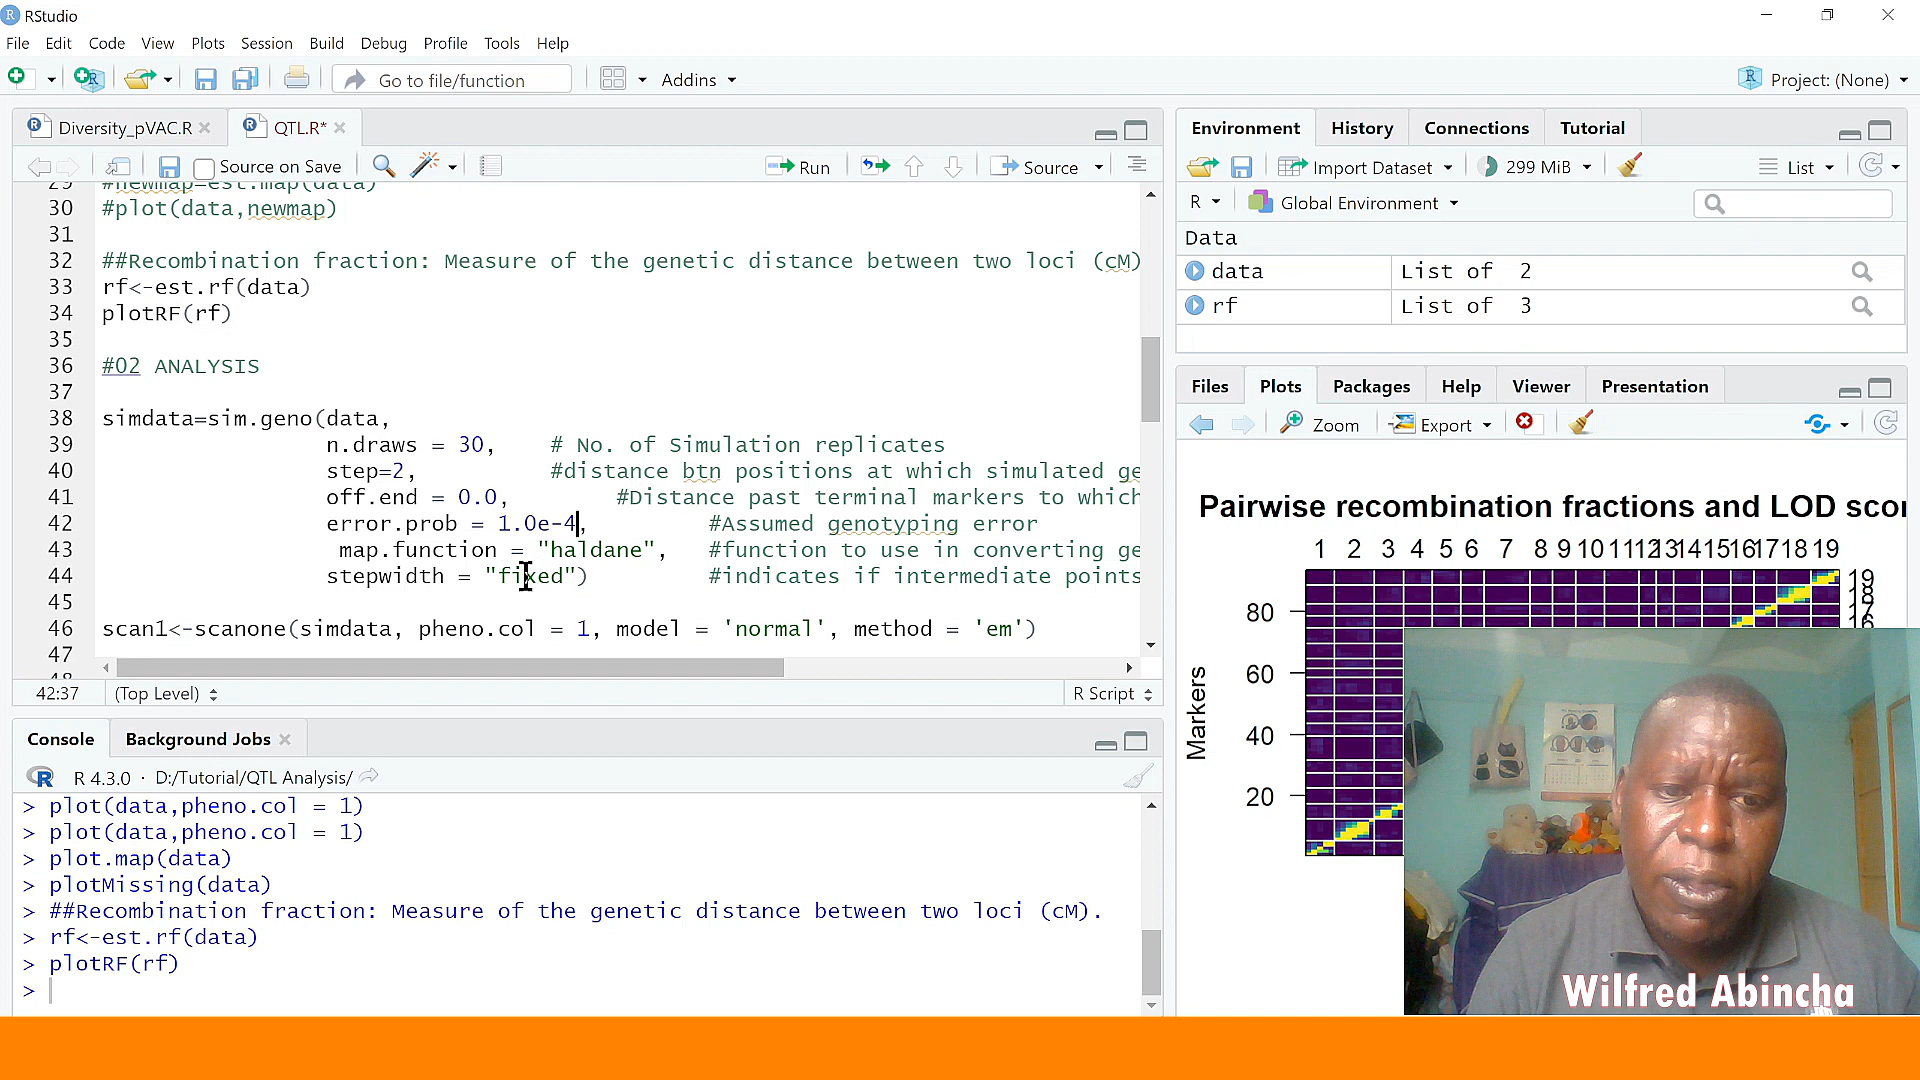 RStudio
File Edit Code View Plots Session Build Debug Profile Tools Help
Go to file/function Addins Project: (None)
Diversity_pVAC.R QTL.R*
Source on Save Run Source
#newmap=est.map(data)
30 #plot(data,newmap)
31
32 ##Recombination fraction: Measure of the genetic distance between two loci (cM)
33 rf<-est.rf(data)
34 plotRF(rf)
35
36 #02 ANALYSIS
37
38 simdata=sim.geno(data,
39 n.draws = 30, # No. of Simulation replicates
40 step=2, #distance btn positions at which simulated ge
41 off.end = 0.0, #Distance past terminal markers to which
42 error.prob = 1.0e-4, #Assumed genotyping error
43 map.function = "haldane", #function to use in converting ge
44 stepwidth = "fixed") #indicates if intermediate points
45
46 scan1<-scanone(simdata, pheno.col = 1, model = 'normal', method = 'em')
47
42:37 (Top Level) R Script
Console Background Jobs
R 4.3.0 · D:/Tutorial/QTL Analysis/
> plot(data,pheno.col = 1)
> plot(data,pheno.col = 1)
> plot.map(data)
> plotMissing(data)
> ##Recombination fraction: Measure of the genetic distance between two loci (cM).
> rf<-est.rf(data)
> plotRF(rf)
>
Environment History Connections Tutorial
Import Dataset 299 MiB List
R Global Environment
Data
data List of 2
rf List of 3
Files Plots Packages Help Viewer Presentation
Zoom Export
Pairwise recombination fractions and LOD scor
1 2 3 4 5 6 7 8 9 10 11 12 13 14 15 16 17 18 19
19
18
17
16
80
60
40
20
Markers
Wilfred Abincha